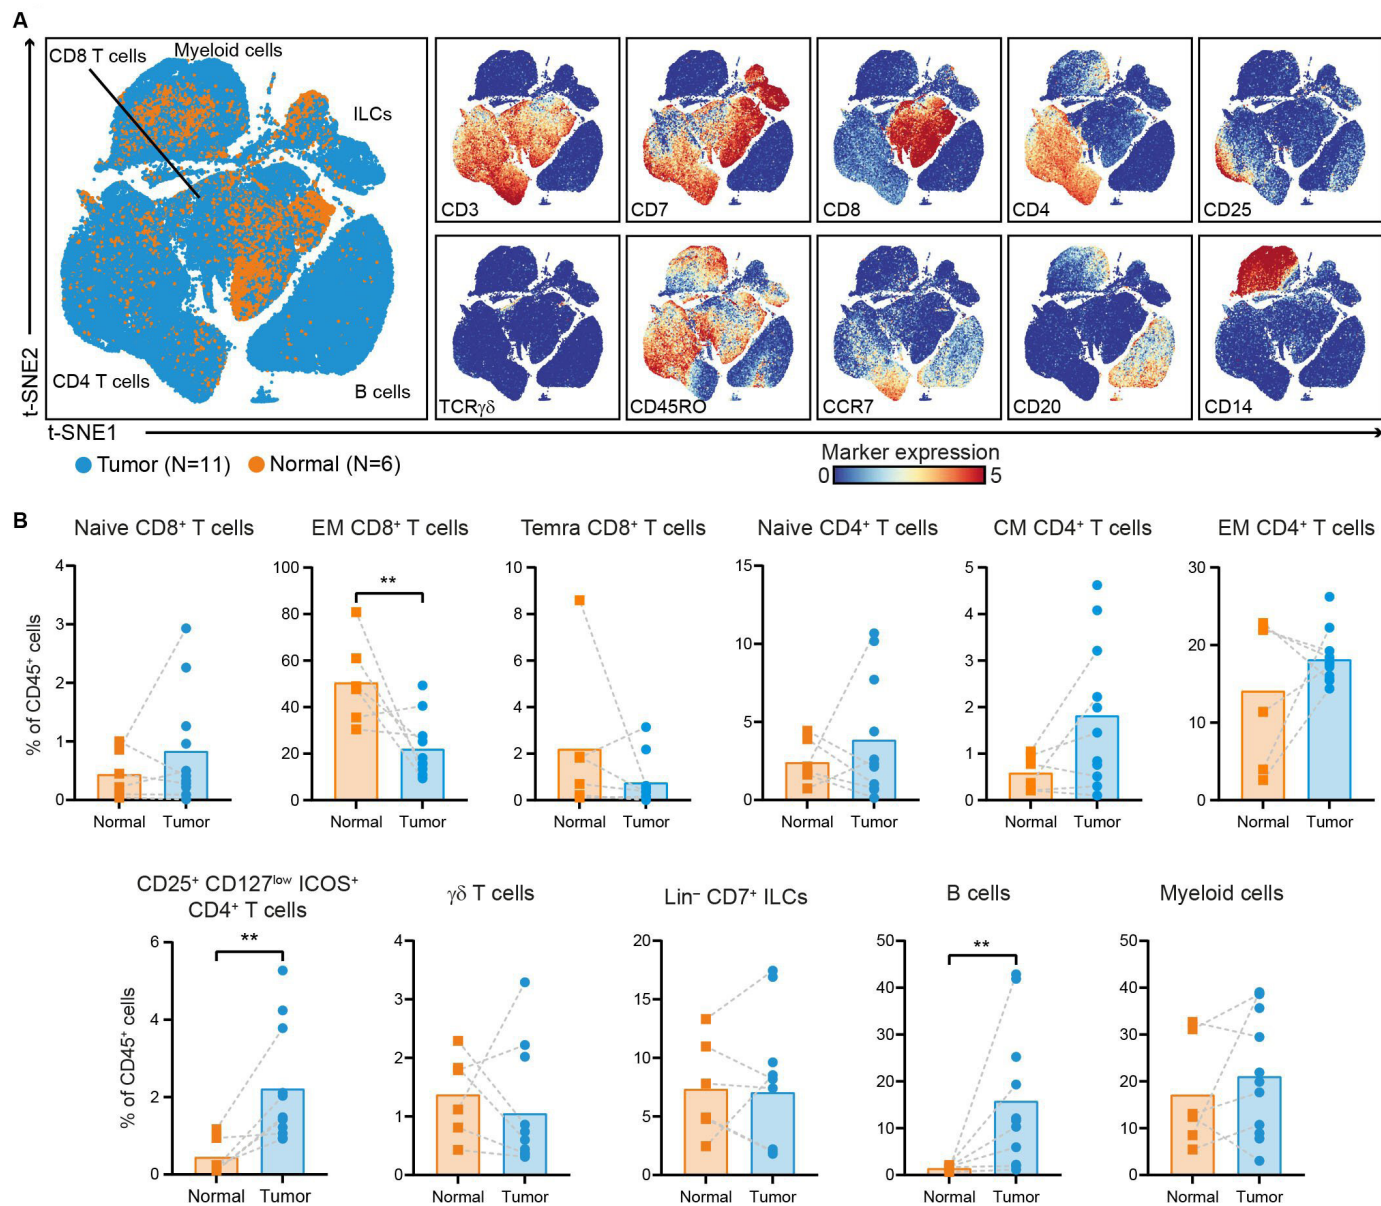 A
CD8 T cells
Myeloid cells
ILCs
CD4 T cells
B cells
t-SNE2
t-SNE1
CD3
CD7
CD8
CD4
CD25
TCRγδ
CD45RO
CCR7
CD20
CD14
Tumor (N=11)
Normal (N=6)
Marker expression
0
5
B
Naive CD8⁺ T cells
% of CD45⁺ cells
4
3
2
1
0
Normal
Tumor
EM CD8⁺ T cells
**
100
80
60
40
20
0
Normal
Tumor
Temra CD8⁺ T cells
10
8
6
4
2
0
Normal
Tumor
Naive CD4⁺ T cells
15
10
5
0
Normal
Tumor
CM CD4⁺ T cells
5
4
3
2
1
0
Normal
Tumor
EM CD4⁺ T cells
30
20
10
0
Normal
Tumor
CD25⁺ CD127ˡᵒʷ ICOS⁺
CD4⁺ T cells
**
% of CD45⁺ cells
6
4
2
0
Normal
Tumor
γδ T cells
4
3
2
1
0
Normal
Tumor
Lin⁻ CD7⁺ ILCs
20
15
10
5
0
Normal
Tumor
B cells
**
50
40
30
20
10
0
Normal
Tumor
Myeloid cells
50
40
30
20
10
0
Normal
Tumor